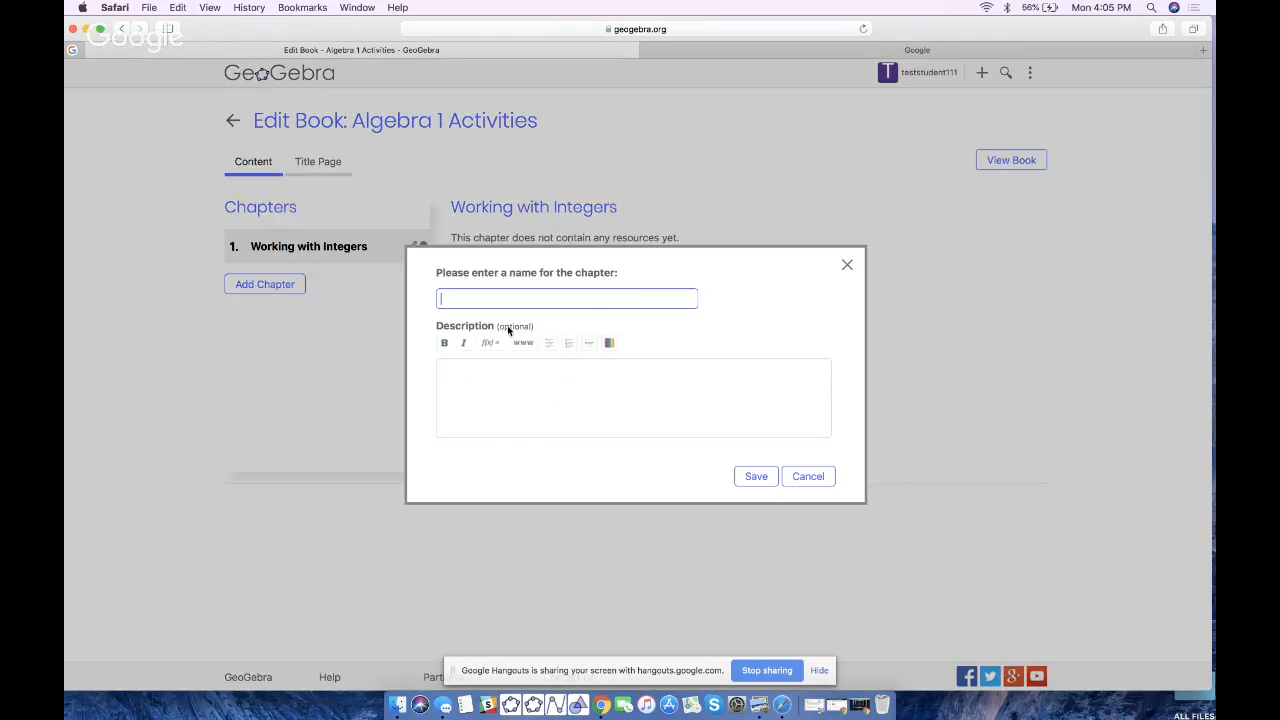 Safari File Edit View History Bookmarks Window Help 56% Mon 4:05 PM
Google
geogebra.org
G Edit Book - Algebra 1 Activities - GeoGebra Google +
GeoGebra T teststudent111
Edit Book: Algebra 1 Activities
Content Title Page View Book
Chapters Working with Integers
This chapter does not contain any resources yet.
1. Working with Integers
Add Chapter
Please enter a name for the chapter:
Description (optional)
B I f(x) = www
Save Cancel
Google Hangouts is sharing your screen with hangouts.google.com. Stop sharing Hide
GeoGebra Help
ALL FILES